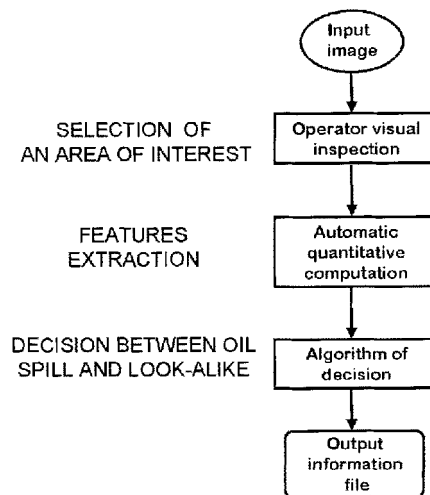 Input
image
SELECTION OF
AN AREA OF INTEREST
Operator visual
inspection
FEATURES
EXTRACTION
Automatic
quantitative
computation
DECISION BETWEEN OIL
SPILL AND LOOK-ALIKE
Algorithm of
decision
Output
information
file